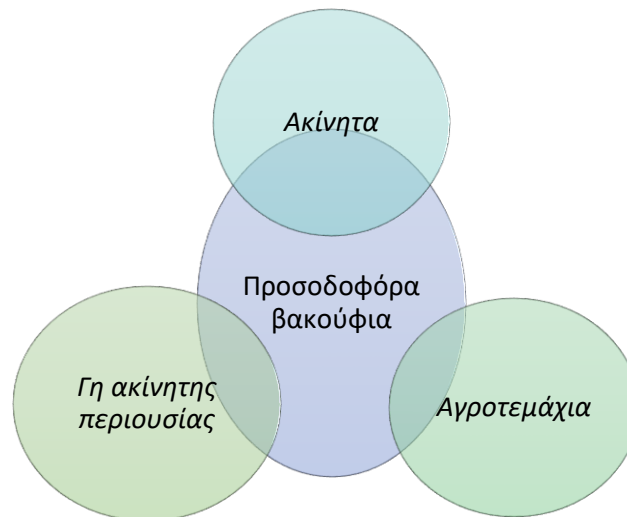 Ακίνητα
Προσοδοφόρα
βακούφια
Γη ακίνητης
περιουσίας
Αγροτεμάχια